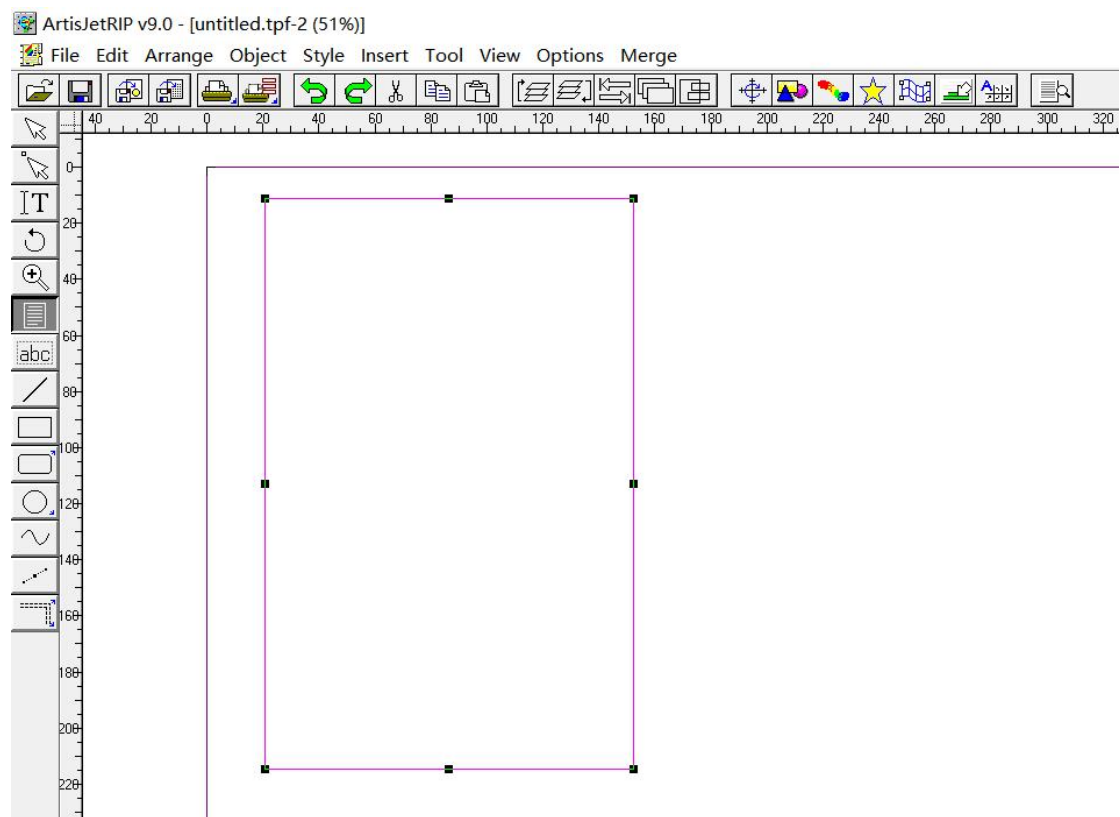 ArtisJetRIP v9.0 - [untitled.tpf-2 (51%)]
File Edit Arrange Object Style Insert Tool View Options Merge
40 20 0 20 40 60 80 100 120 140 160 180 200 220 240 260 280 300 320
0
T
20
40
60
abc
80
100
120
140
160
180
200
220